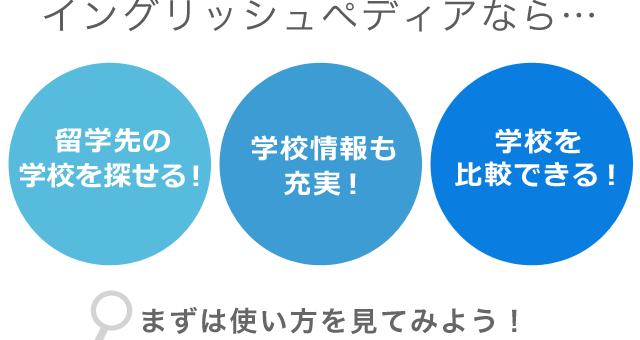 イングリッシュペディアなら…
留学先の
学校を探せる！
学校情報も
充実！
学校を
比較できる！
まずは使い方を見てみよう！